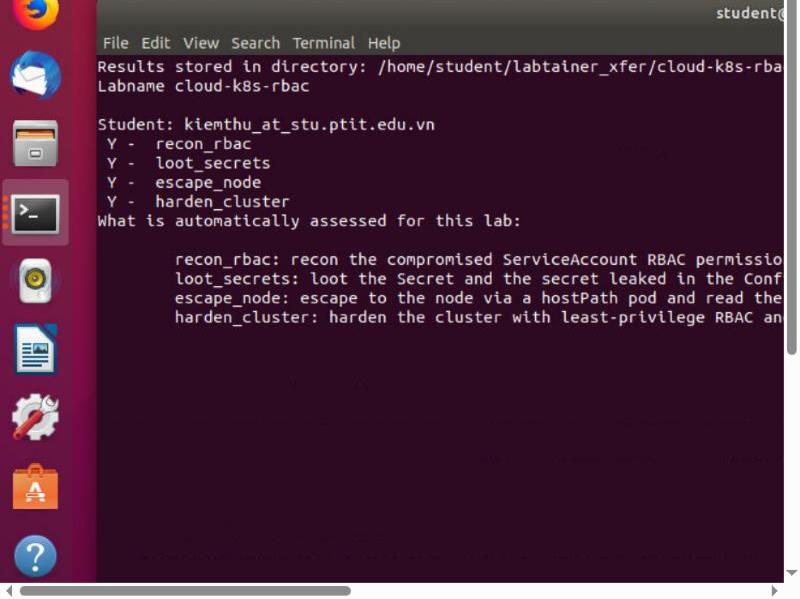 student@
File Edit View Search Terminal Help
Results stored in directory: /home/student/labtainer_xfer/cloud-k8s-rba
Labname cloud-k8s-rbac
Student: kiemthu_at_stu.ptit.edu.vn
Y - recon_rbac
Y - loot_secrets
Y - escape_node
Y - harden_cluster
What is automatically assessed for this lab:
recon_rbac: recon the compromised ServiceAccount RBAC permissio
loot_secrets: loot the Secret and the secret leaked in the Conf
escape_node: escape to the node via a hostPath pod and read the
harden_cluster: harden the cluster with least-privilege RBAC an